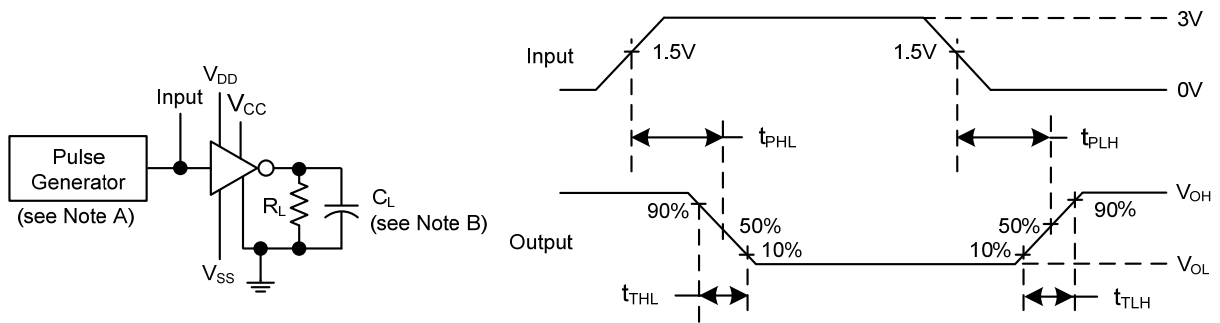 V_DD
Input
V_CC
Pulse
Generator
(see Note A)
R_L
C_L
(see Note B)
V_SS
3V
Input
1.5V
1.5V
0V
t_PHL
t_PLH
V_OH
90%
50%
10%
Output
90%
50%
10%
V_OL
t_THL
t_TLH